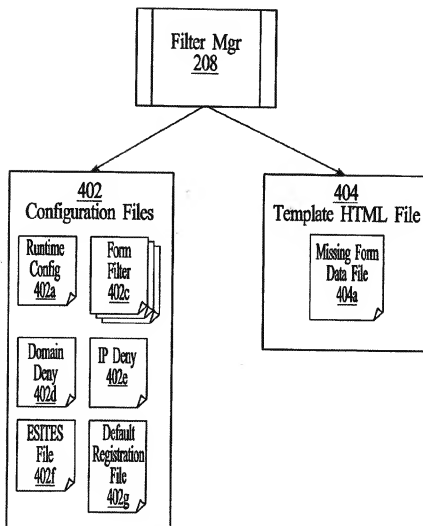 Filter Mgr
208
402
Configuration Files
Runtime
Config
402a
Form
Filter
402c
Domain
Deny
402d
IP Deny
402e
ESITES
File
402f
Default
Registration
File
402g
404
Template HTML File
Missing Form
Data File
404a